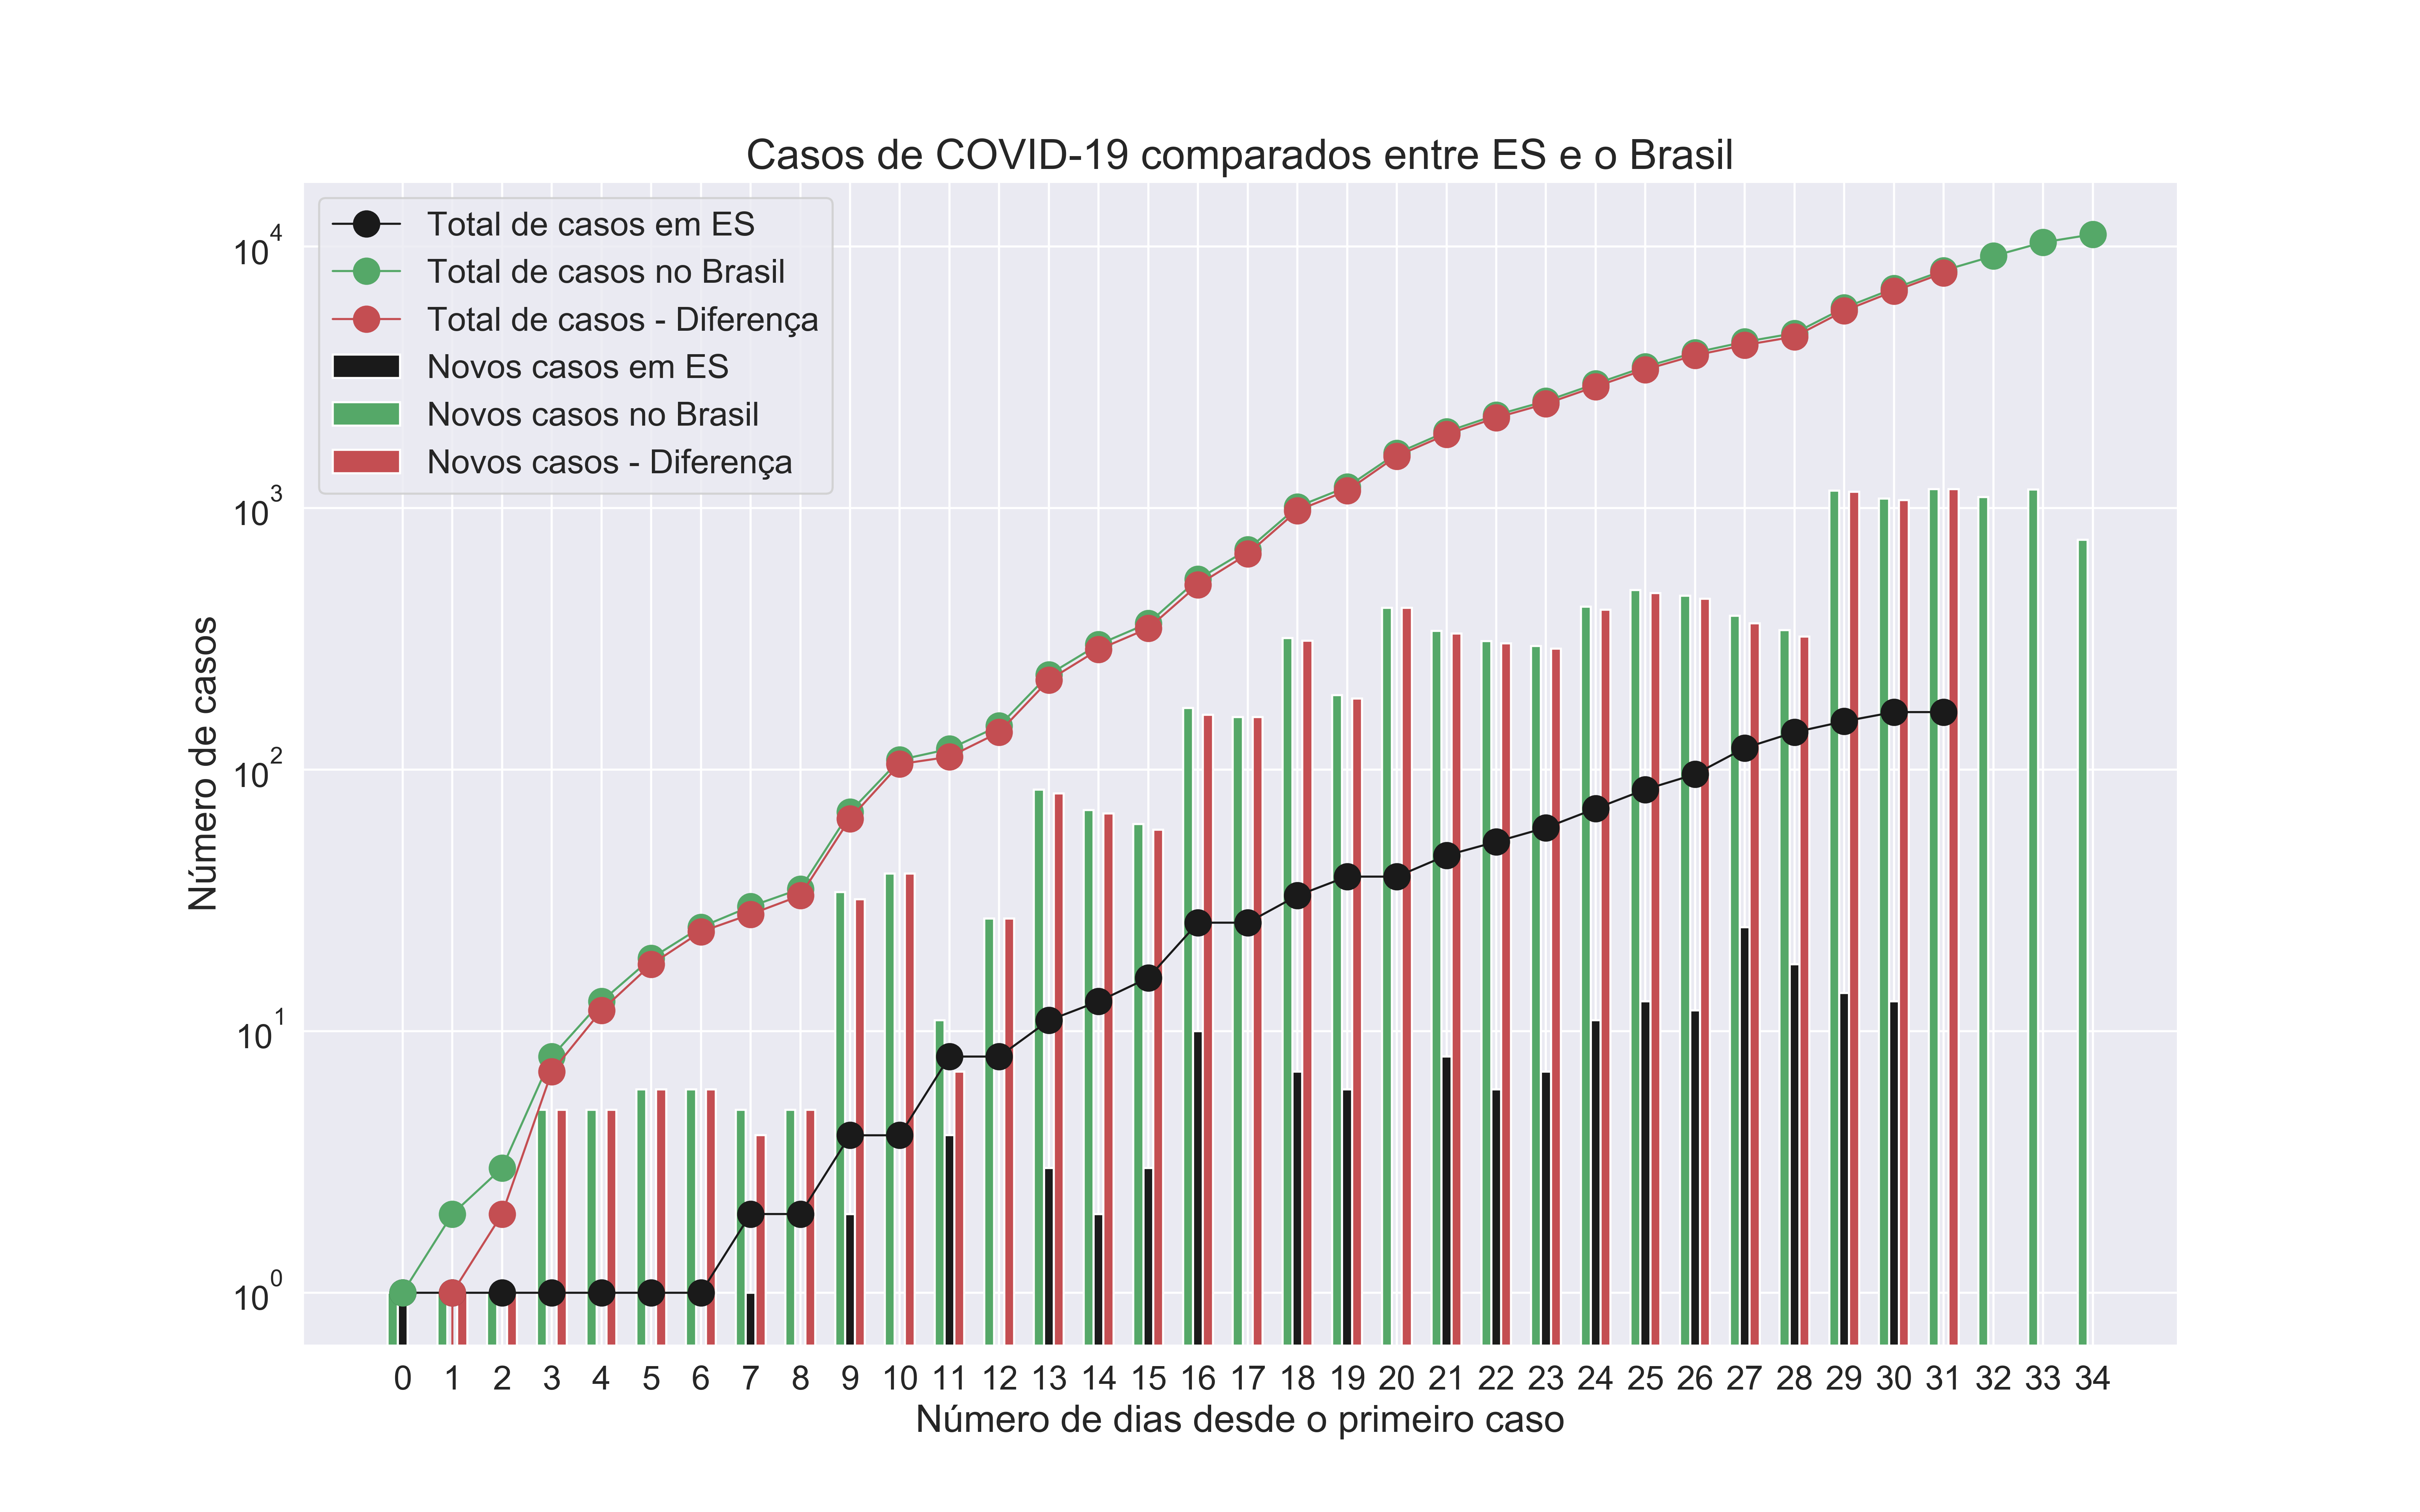 Casos de COVID-19 comparados entre ES e o Brasil
Total de casos em ES
Total de casos no Brasil
Total de casos - Diferença
Novos casos em ES
Novos casos no Brasil
Novos casos - Diferença
Número de casos
10^4
10^3
10^2
10^1
10^0
0 1 2 3 4 5 6 7 8 9 10 11 12 13 14 15 16 17 18 19 20 21 22 23 24 25 26 27 28 29 30 31 32 33 34
Número de dias desde o primeiro caso